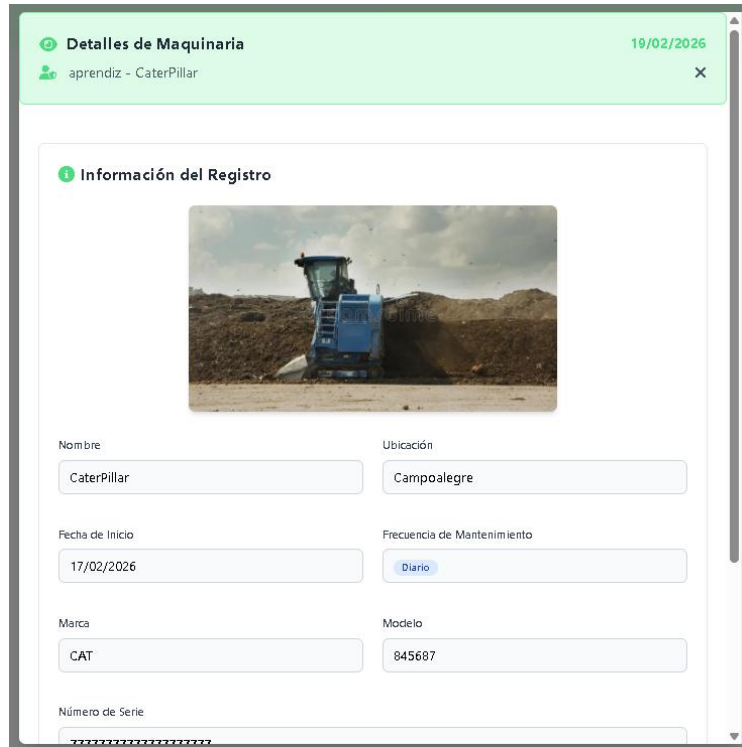 Detalles de Maquinaria
19/02/2026
aprendiz - CaterPillar
Información del Registro
Nombre
Ubicación
CaterPillar
Campoalegre
Fecha de Inicio
Frecuencia de Mantenimiento
17/02/2026
Diario
Marca
Modelo
CAT
845687
Número de Serie